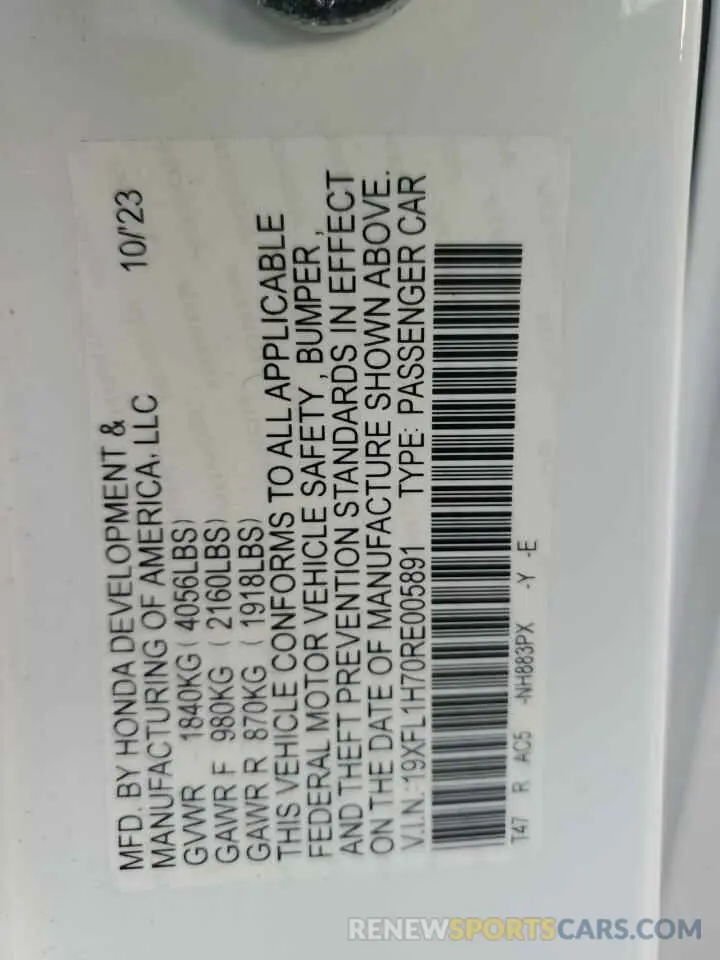 MFD. BY HONDA DEVELOPMENT & 10/'23
MANUFACTURING OF AMERICA, LLC
GVWR 1840KG ( 4056LBS)
GAWR F 980KG ( 2160LBS)
GAWR R 870KG ( 1918LBS)
THIS VEHICLE CONFORMS TO ALL APPLICABLE
FEDERAL MOTOR VEHICLE SAFETY , BUMPER ,
AND THEFT PREVENTION STANDARDS IN EFFECT
ON THE DATE OF MANUFACTURE SHOWN ABOVE.
V.I.N.:19XFL1H70RE005891 TYPE: PASSENGER CAR
T47 R AC5 -NH883PX -Y -E
RENEWSPORTSCARS.COM